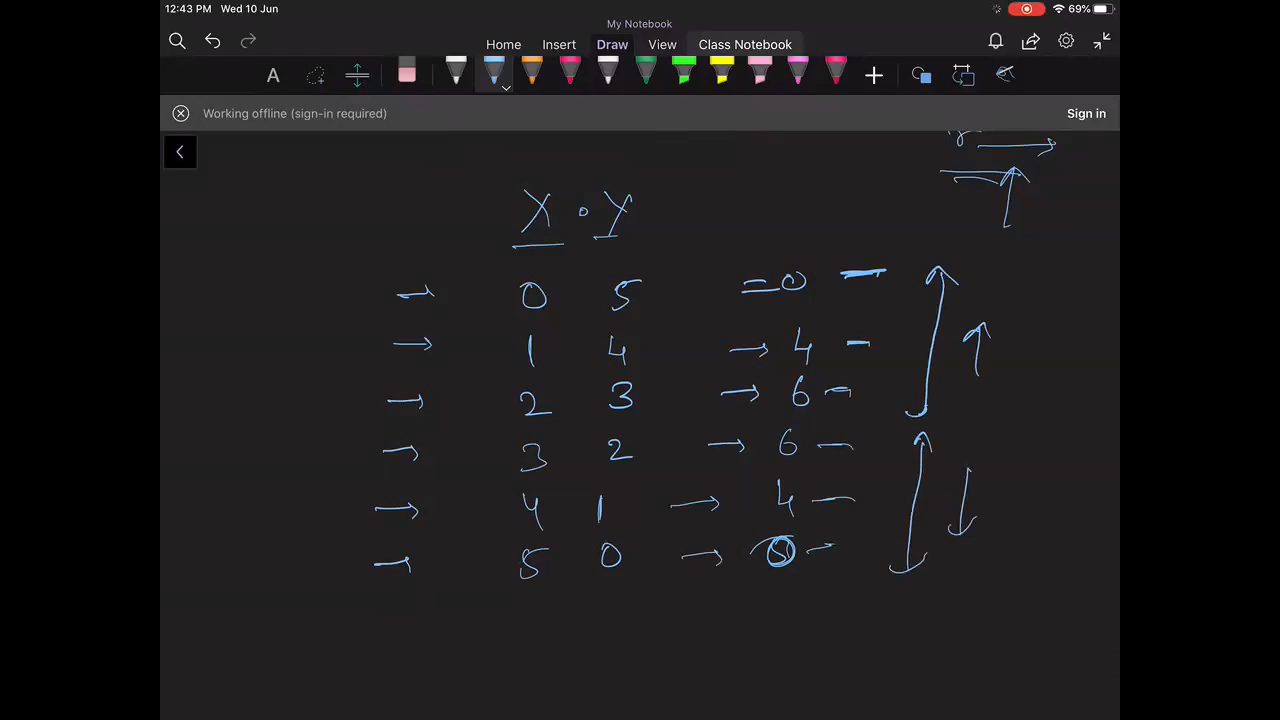 12:43 PM Wed 10 Jun
69%
My Notebook
Home Insert Draw View Class Notebook
A
Working offline (sign-in required) Sign in
X . Y
→ 0 5 = 0 –
→ 1 4 → 4 –
→ 2 3 → 6 –
→ 3 2 → 6 –
→ 4 1 → 4 –
→ 5 0 → 0 –